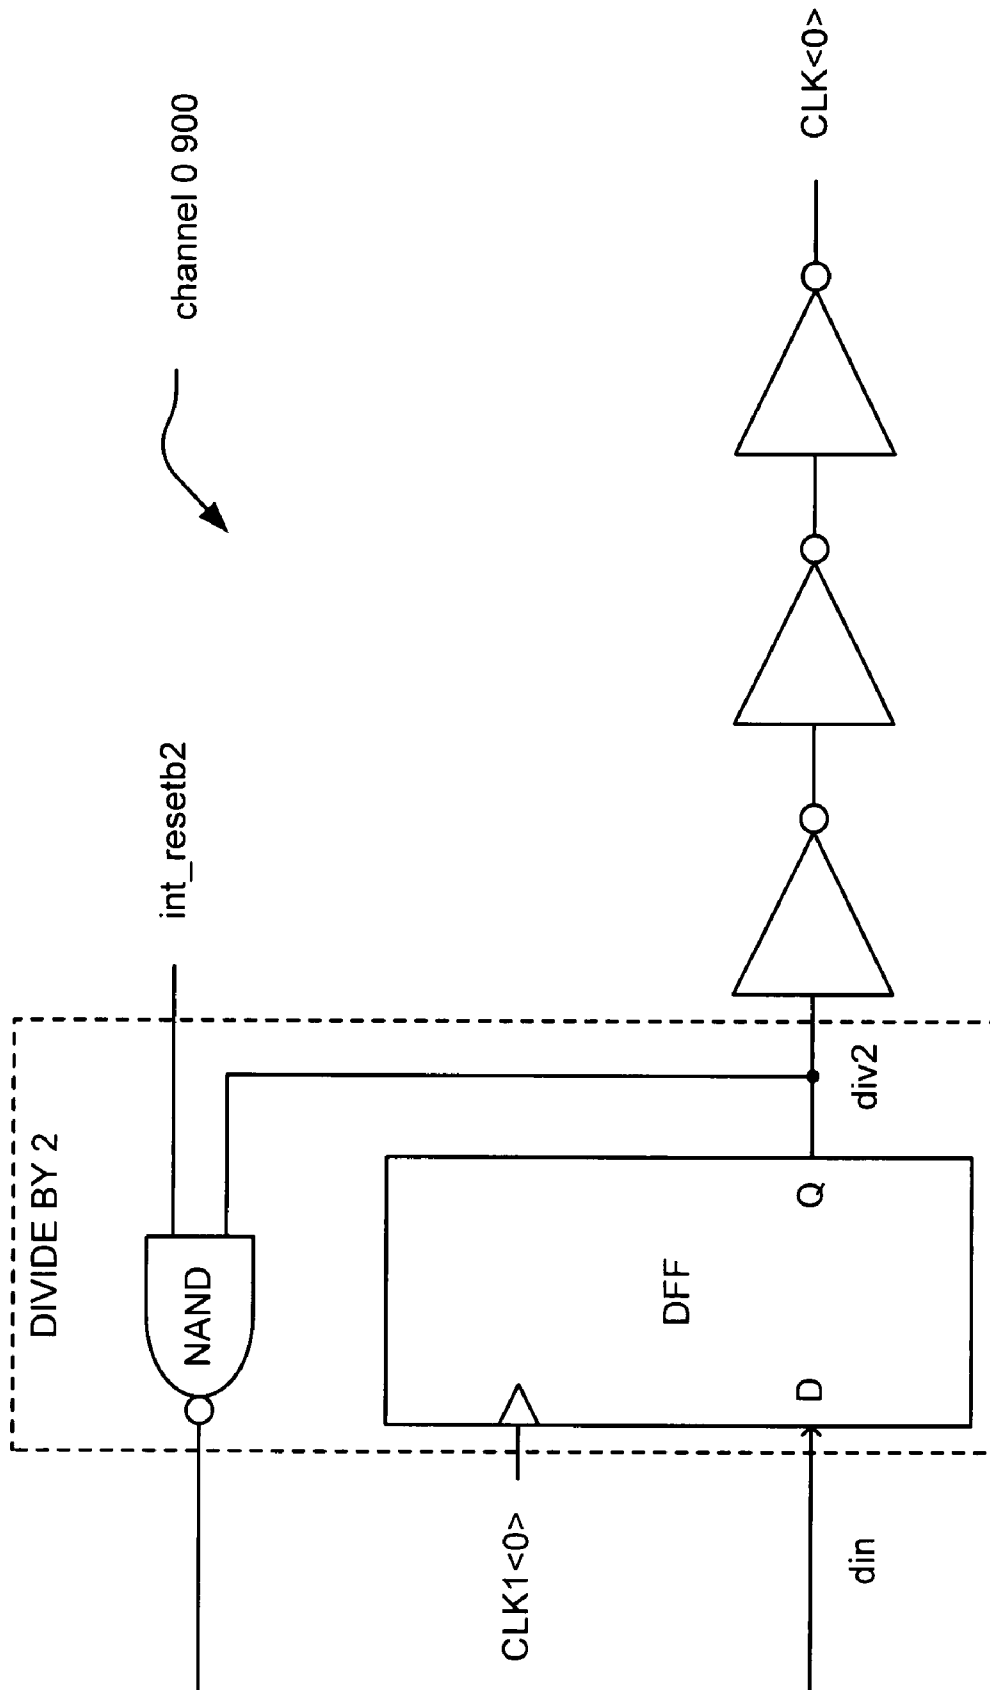 DIVIDE BY 2
NAND
int_resetb2
channel 0 900
CLK1<0>
DFF
D
Q
din
div2
CLK<0>